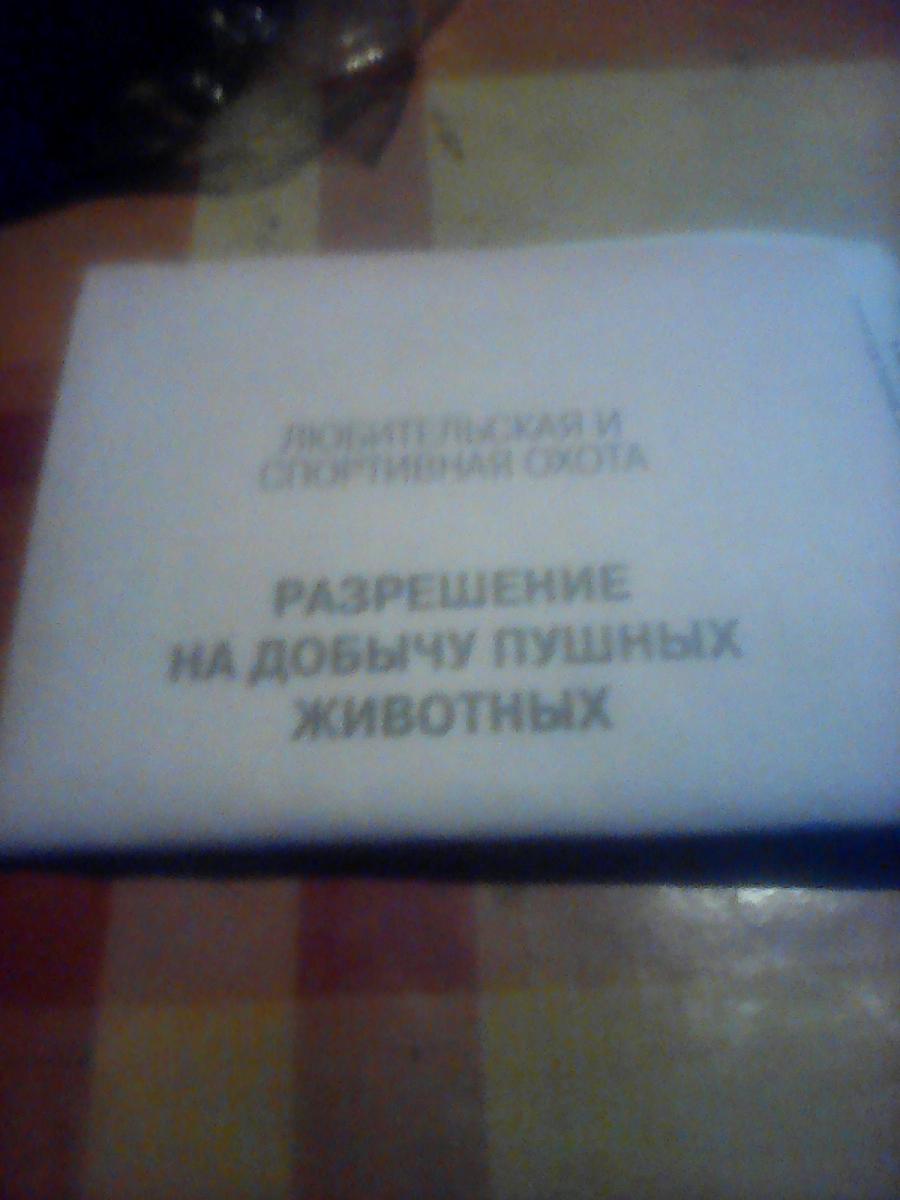 ЛЮБИТЕЛЬСКАЯ И
СПОРТИВНАЯ ОХОТА
РАЗРЕШЕНИЕ
НА ДОБЫЧУ ПУШНЫХ
ЖИВОТНЫХ